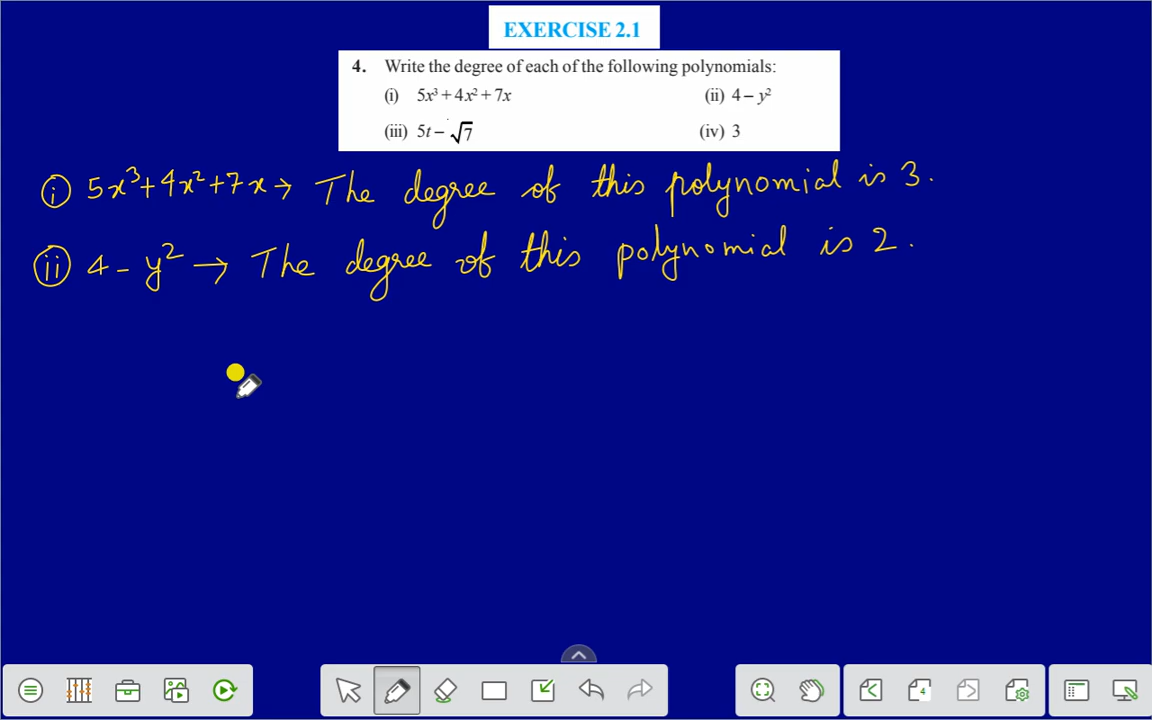 EXERCISE 2.1
4. Write the degree of each of the following polynomials:
(i) 5x³ + 4x² + 7x (ii) 4 – y²
(iii) 5t – √7 (iv) 3
(i) 5x³+4x²+7x → The degree of this polynomial is 3.
(ii) 4 - y² → The degree of this polynomial is 2.
4